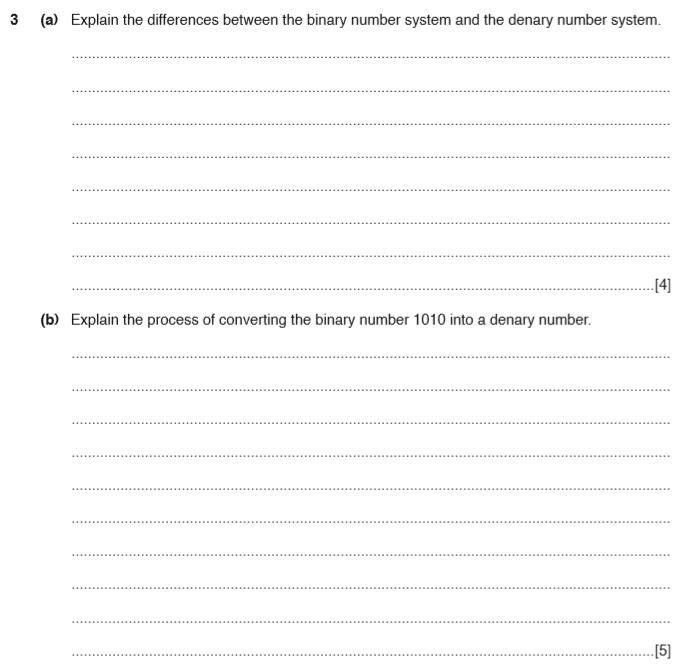 3 (a) Explain the differences between the binary number system and the denary number system.
[4]
(b) Explain the process of converting the binary number 1010 into a denary number.
[5]